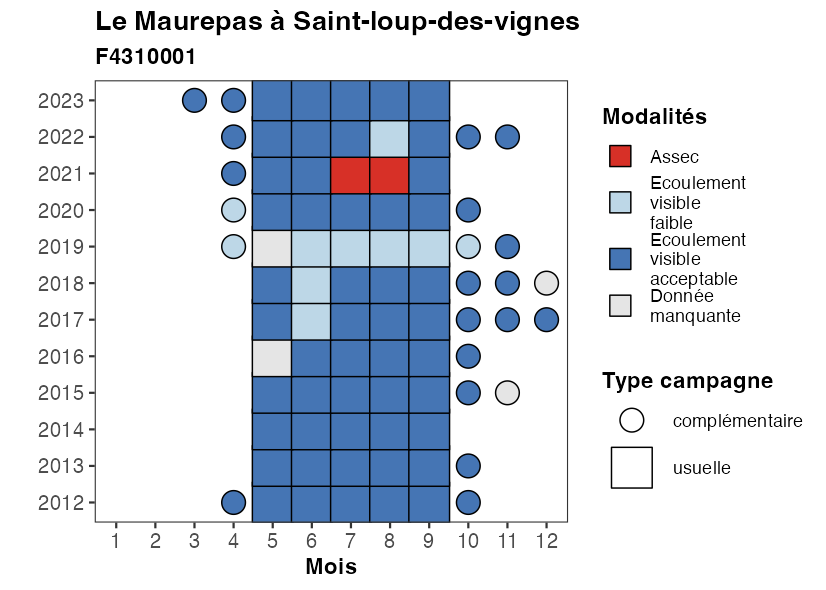 Le Maurepas à Saint-loup-des-vignes
F4310001
2023
2022
2021
2020
2019
2018
2017
2016
2015
2014
2013
2012
1 2 3 4 5 6 7 8 9 10 11 12
Mois
Modalités
Assec
Ecoulement
visible
faible
Ecoulement
visible
acceptable
Donnée
manquante
Type campagne
complémentaire
usuelle